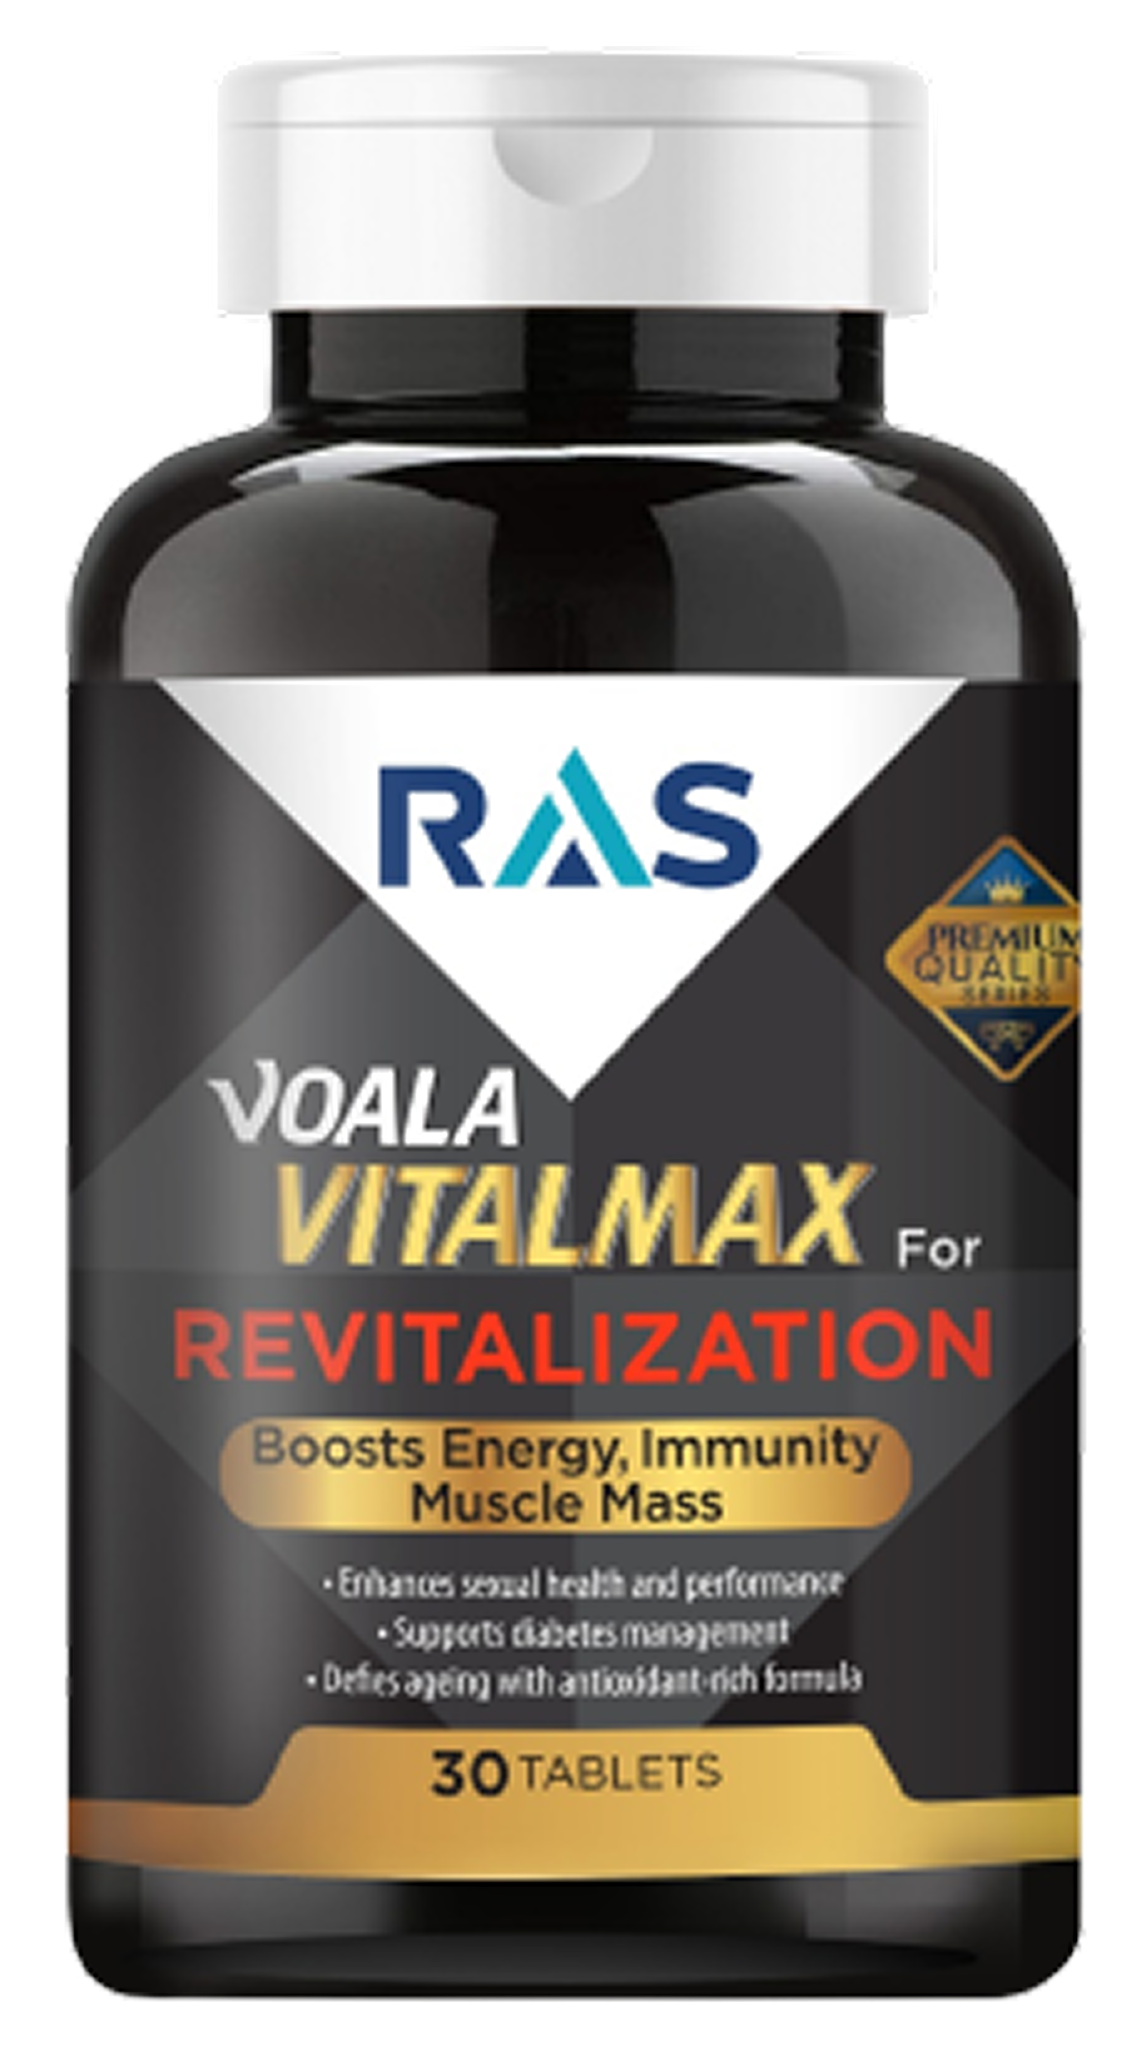 RAS
PREMIUM
QUALITY
SERIES
VOALA
VITALMAX For
REVITALIZATION
Boosts Energy, Immunity
Muscle Mass
• Enhances sexual health and performance
• Supports diabetes management
• Defies ageing with antioxidant-rich formula
30 TABLETS